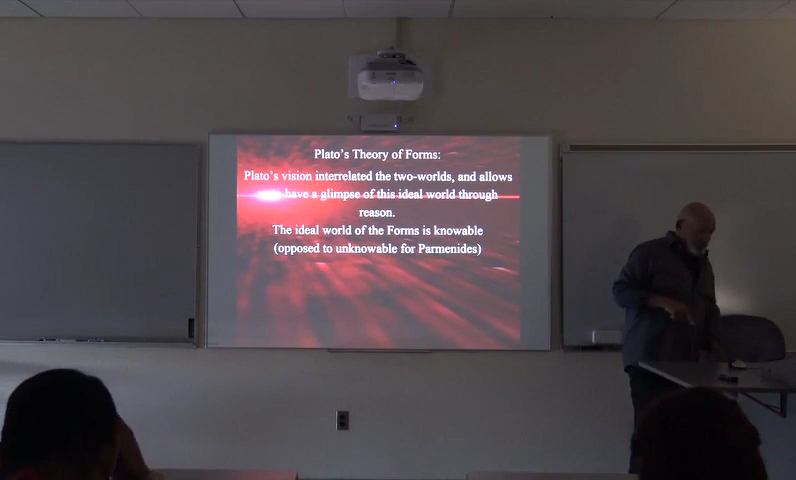 Plato's Theory of Forms:
Plato's vision interrelated the two-worlds, and allows
have a glimpse of this ideal world through
reason.
The ideal world of the Forms is knowable
(opposed to unknowable for Parmenides)